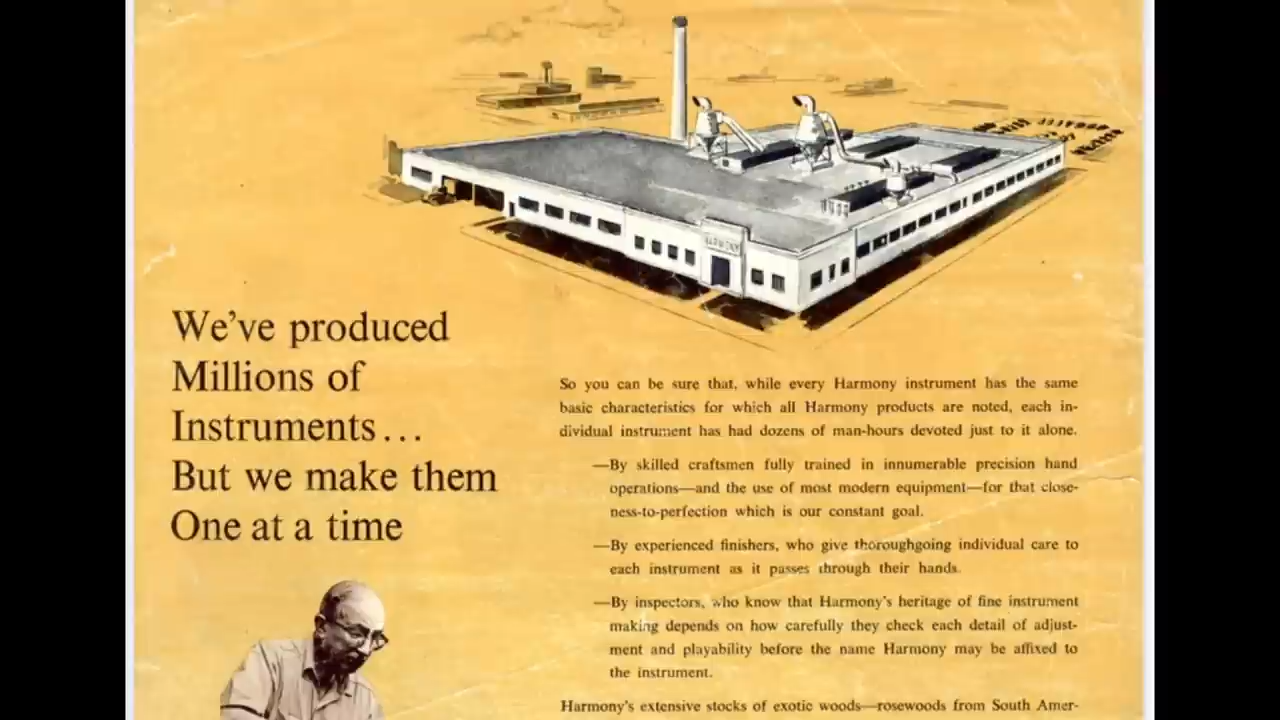 HARMONY
We've produced
Millions of
Instruments...
But we make them
One at a time
So you can be sure that, while every Harmony instrument has the same
basic characteristics for which all Harmony products are noted, each in-
dividual instrument has had dozens of man-hours devoted just to it alone.
—By skilled craftsmen fully trained in innumerable precision hand
operations—and the use of most modern equipment—for that close-
ness-to-perfection which is our constant goal.
—By experienced finishers, who give thoroughgoing individual care to
each instrument as it passes through their hands.
—By inspectors, who know that Harmony's heritage of fine instrument
making depends on how carefully they check each detail of adjust-
ment and playability before the name Harmony may be affixed to
the instrument.
Harmony's extensive stocks of exotic woods—rosewoods from South Amer-